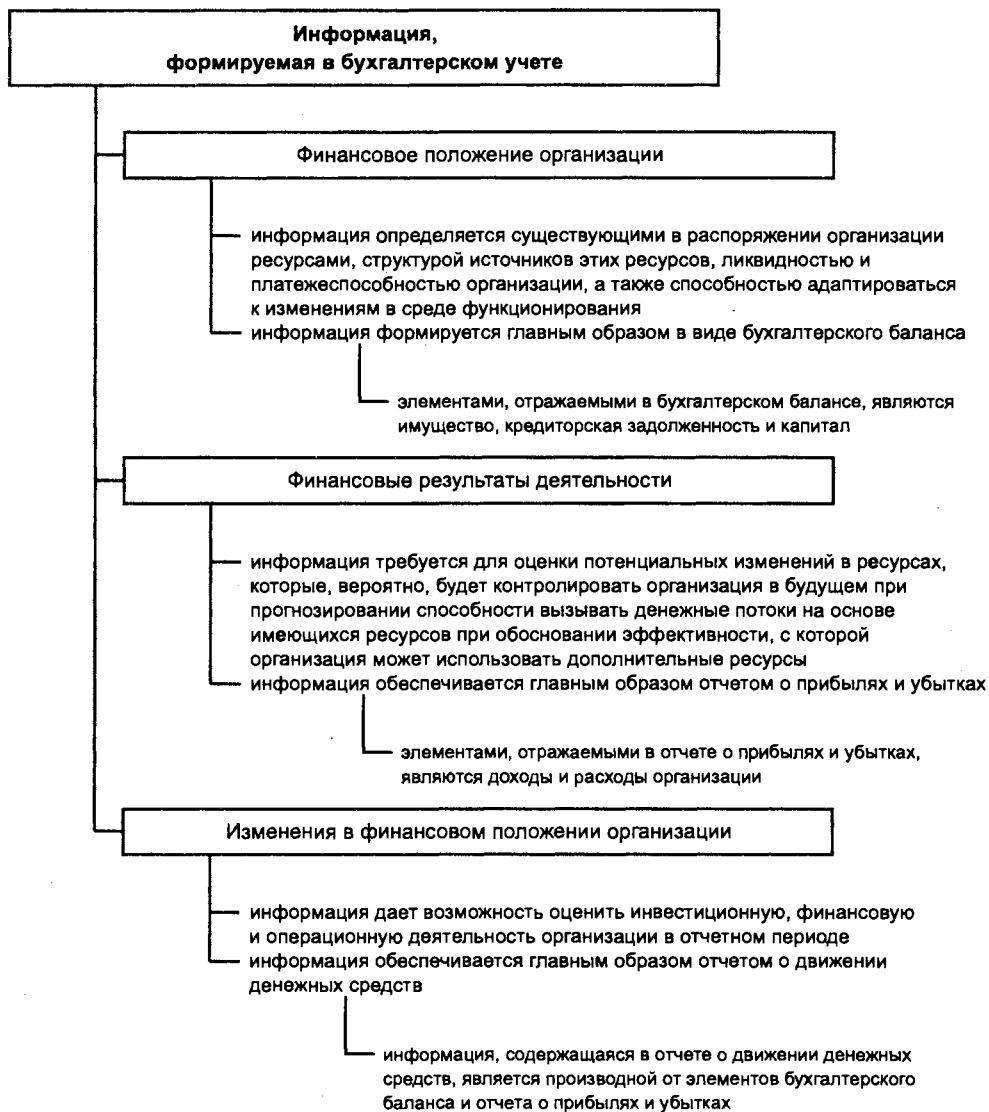 Информация,
формируемая в бухгалтерском учете
Финансовое положение организации
информация определяется существующими в распоряжении организации
ресурсами, структурой источников этих ресурсов, ликвидностью и
платежеспособностью организации, а также способностью адаптироваться
к изменениям в среде функционирования
информация формируется главным образом в виде бухгалтерского баланса
элементами, отражаемыми в бухгалтерском балансе, являются
имущество, кредиторская задолженность и капитал
Финансовые результаты деятельности
информация требуется для оценки потенциальных изменений в ресурсах,
которые, вероятно, будет контролировать организация в будущем при
прогнозировании способности вызывать денежные потоки на основе
имеющихся ресурсов при обосновании эффективности, с которой
организация может использовать дополнительные ресурсы
информация обеспечивается главным образом отчетом о прибылях и убытках
элементами, отражаемыми в отчете о прибылях и убытках,
являются доходы и расходы организации
Изменения в финансовом положении организации
информация дает возможность оценить инвестиционную, финансовую
и операционную деятельность организации в отчетном периоде
информация обеспечивается главным образом отчетом о движении
денежных средств
информация, содержащаяся в отчете о движении денежных
средств, является производной от элементов бухгалтерского
баланса и отчета о прибылях и убытках